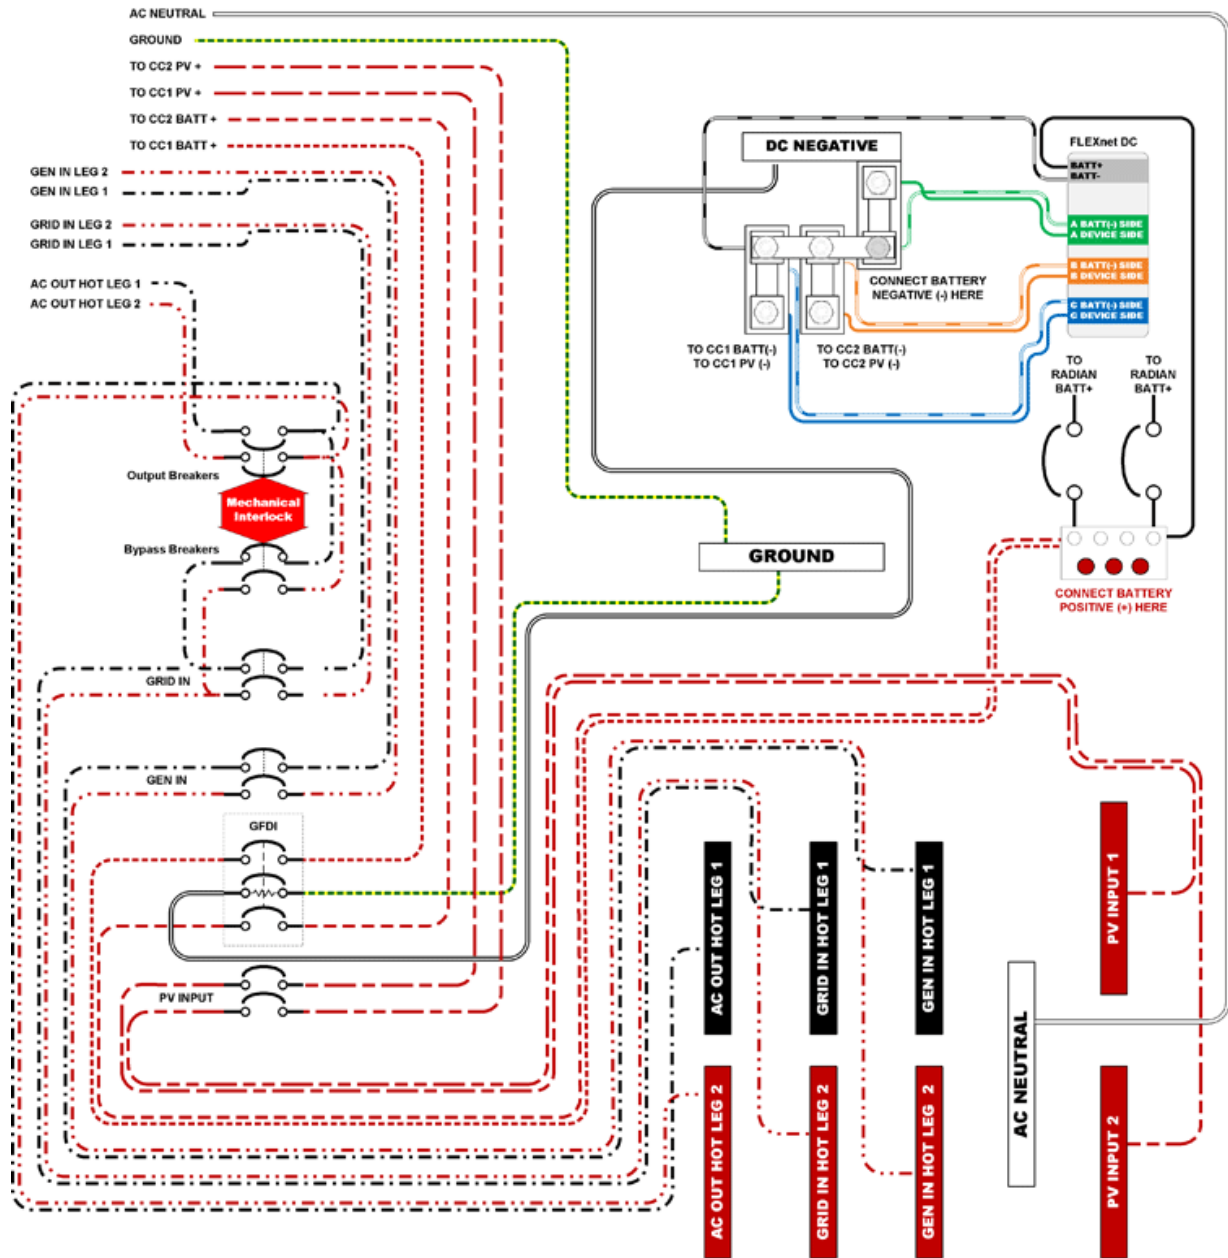 AC NEUTRAL
GROUND
TO CC2 PV +
TO CC1 PV +
TO CC2 BATT +
TO CC1 BATT +
GEN IN LEG 2
GEN IN LEG 1
GRID IN LEG 2
GRID IN LEG 1
AC OUT HOT LEG 1
AC OUT HOT LEG 2
DC NEGATIVE
FLEXnet DC
BATT+
BATT-
A BATT(-) SIDE
A DEVICE SIDE
B BATT(-) SIDE
B DEVICE SIDE
C BATT(-) SIDE
C DEVICE SIDE
CONNECT BATTERY
NEGATIVE (-) HERE
TO CC1 BATT(-)
TO CC1 PV (-)
TO CC2 BATT(-)
TO CC2 PV (-)
TO
RADIAN
BATT+
TO
RADIAN
BATT+
Output Breakers
Mechanical
Interlock
Bypass Breakers
GROUND
CONNECT BATTERY
POSITIVE (+) HERE
GRID IN
GEN IN
GFDI
PV INPUT
AC OUT HOT LEG 1
GRID IN HOT LEG 1
GEN IN HOT LEG 1
PV INPUT 1
AC NEUTRAL
AC OUT HOT LEG 2
GRID IN HOT LEG 2
GEN IN HOT LEG 2
PV INPUT 2